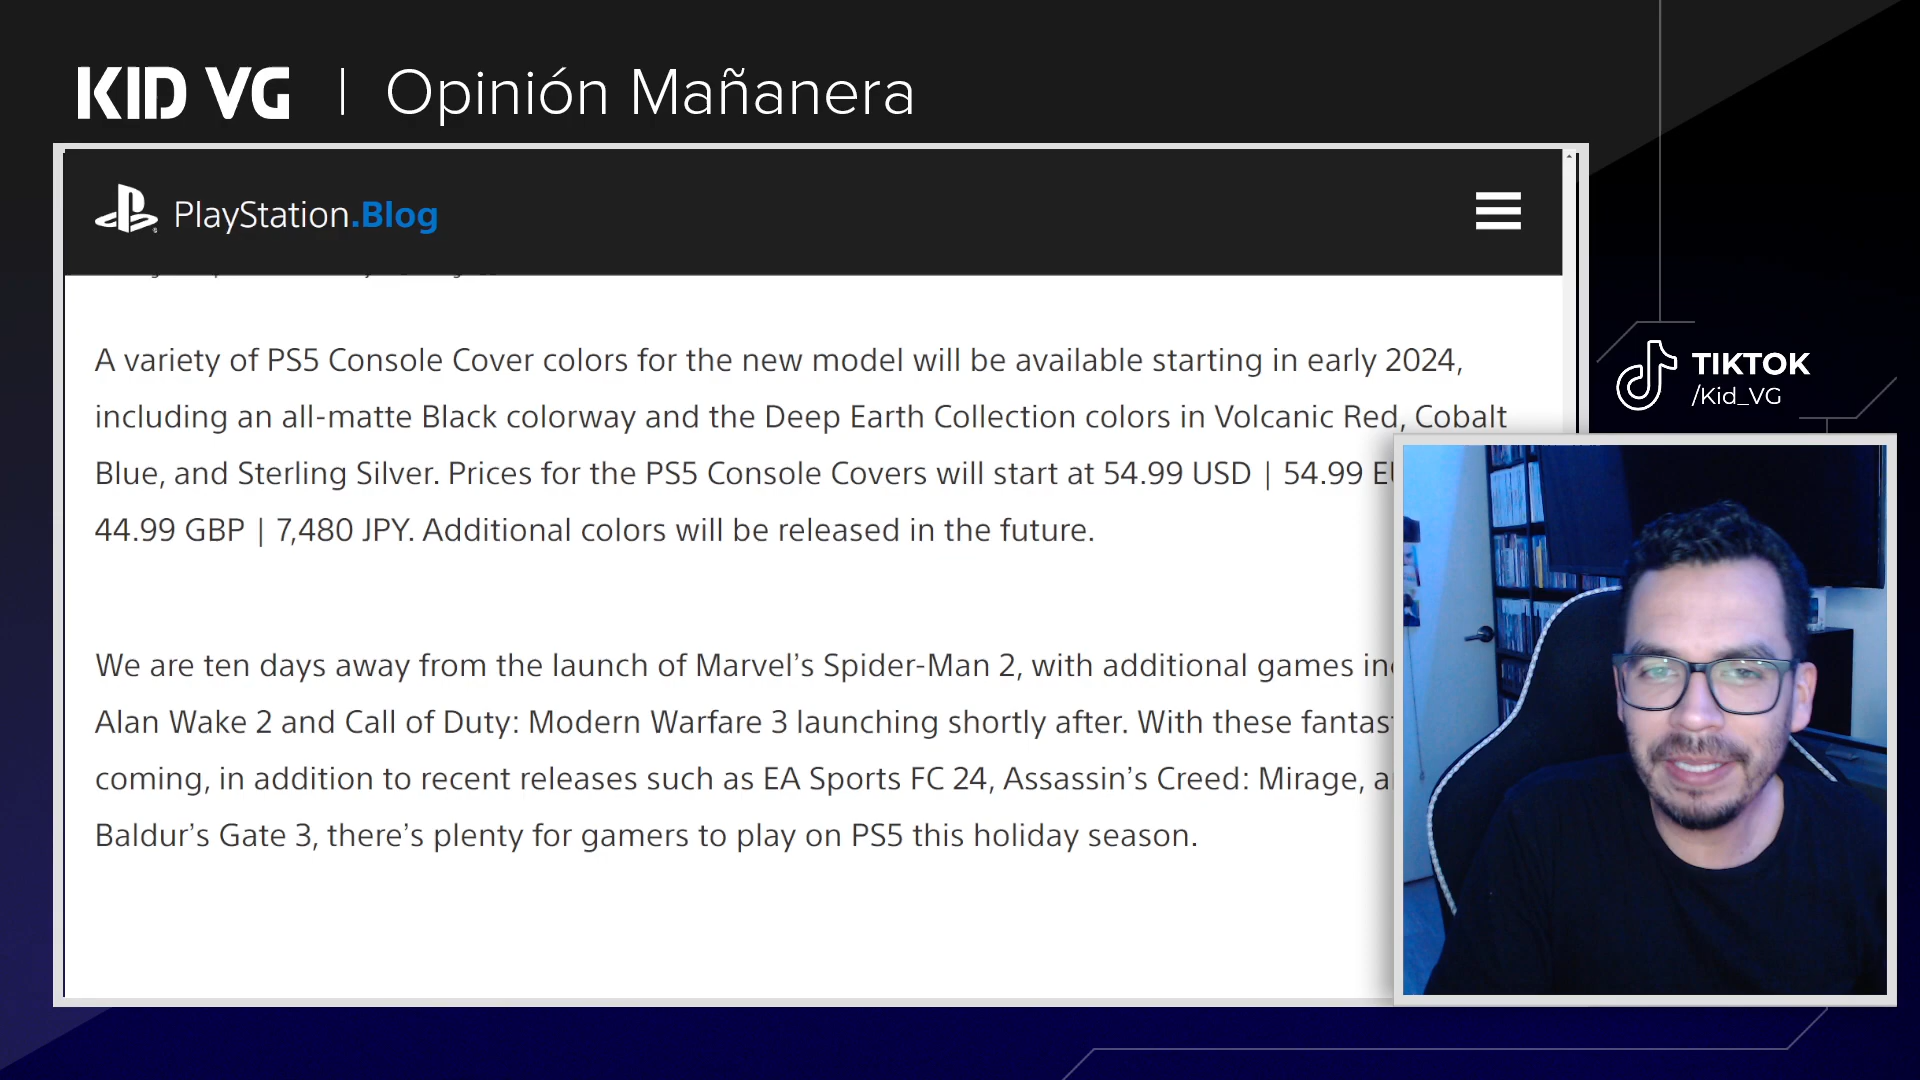 KID VG | Opinión Mañanera
PlayStation.Blog
A variety of PS5 Console Cover colors for the new model will be available starting in early 2024,
including an all-matte Black colorway and the Deep Earth Collection colors in Volcanic Red, Cobalt
Blue, and Sterling Silver. Prices for the PS5 Console Covers will start at 54.99 USD | 54.99
44.99 GBP | 7,480 JPY. Additional colors will be released in the future.
We are ten days away from the launch of Marvel’s Spider-Man 2, with additional games
Alan Wake 2 and Call of Duty: Modern Warfare 3 launching shortly after. With these
coming, in addition to recent releases such as EA Sports FC 24, Assassin’s Creed: Mirage,
Baldur’s Gate 3, there’s plenty for gamers to play on PS5 this holiday season.
TIKTOK
/Kid_VG